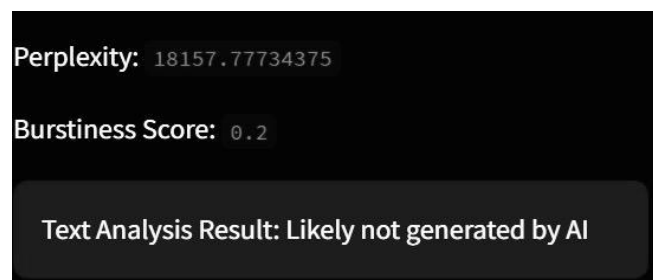 Perplexity: 18157.77734375
Burstiness Score: 0.2
Text Analysis Result: Likely not generated by AI